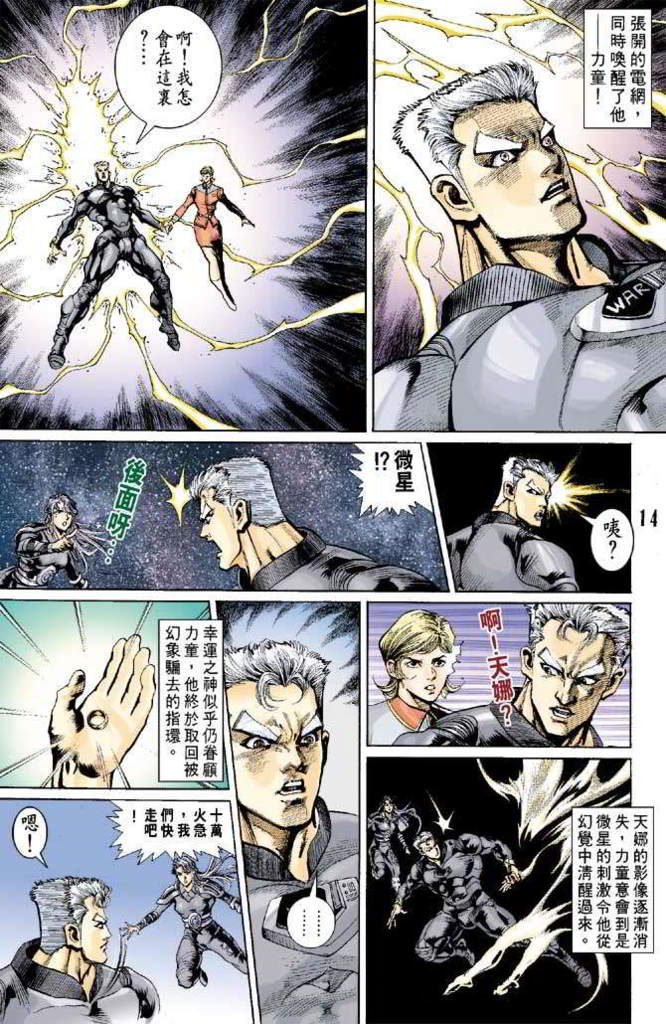 張開的電網，
同時喚醒了他
——力童！
WAR
啊！我怎
會在這裏
？……
咦？
微星
!?
後面呀…
14
啊！天娜？
幸運之神似乎仍眷顧
力童，他終於取回被
幻象騙去的指環。
天娜的影像逐漸消
失，力童意會到是
微星的刺激令他從
幻覺中清醒過來。
……
……
十萬
火急
，我
們快
走吧
！
嗯！